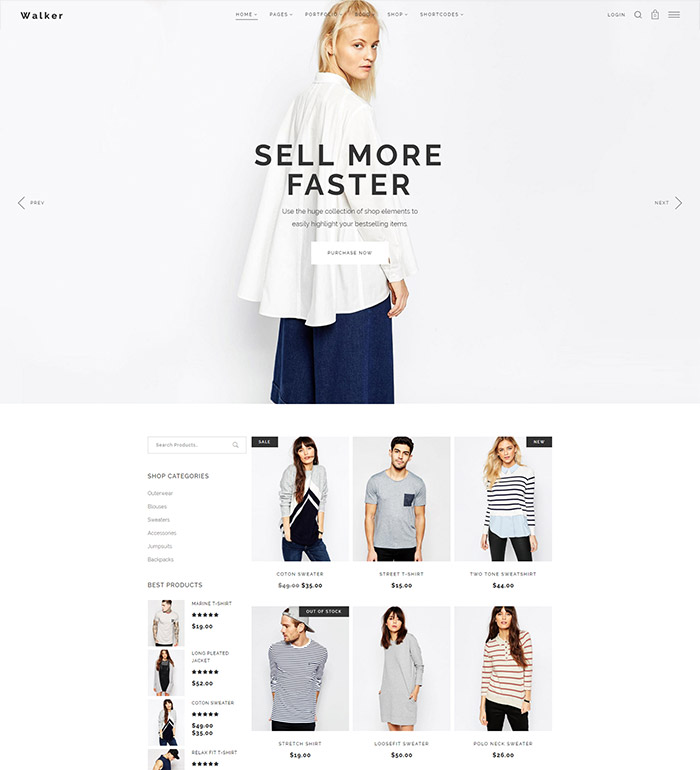 Walker
HOME PAGES PORTFOLIO BLOG SHOP SHORTCODES
LOGIN
0
SELL MORE
FASTER
Use the huge collection of shop elements to
easily highlight your bestselling items.
PREV
NEXT
PURCHASE NOW
Search Products..
SHOP CATEGORIES
Outerwear
Blouses
Sweaters
Accessories
Jumpsuits
Backpacks
BEST PRODUCTS
MARINE T-SHIRT
$19.00
LONG PLEATED
JACKET
$52.00
COTON SWEATER
$49.00
$35.00
RELAX FIT T-SHIRT
SALE
NEW
COTON SWEATER
$49.00 $35.00
STREET T-SHIRT
$15.00
TWO TONE SWEATSHIRT
$44.00
OUT OF STOCK
STRETCH SHIRT
$19.00
LOOSEFIT SWEATER
$50.00
POLO NECK SWEATER
$26.00